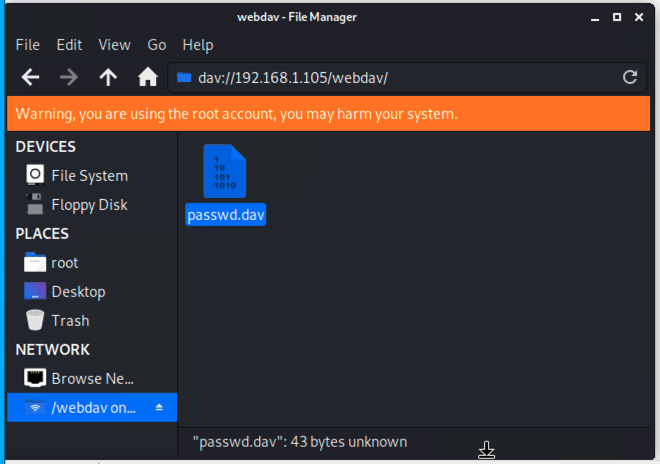 webdav - File Manager
File Edit View Go Help
dav://192.168.1.105/webdav/
Warning, you are using the root account, you may harm your system.
DEVICES
File System
Floppy Disk
PLACES
root
Desktop
Trash
NETWORK
Browse Ne...
/webdav on...
1
10
101
1010
passwd.dav
"passwd.dav": 43 bytes unknown